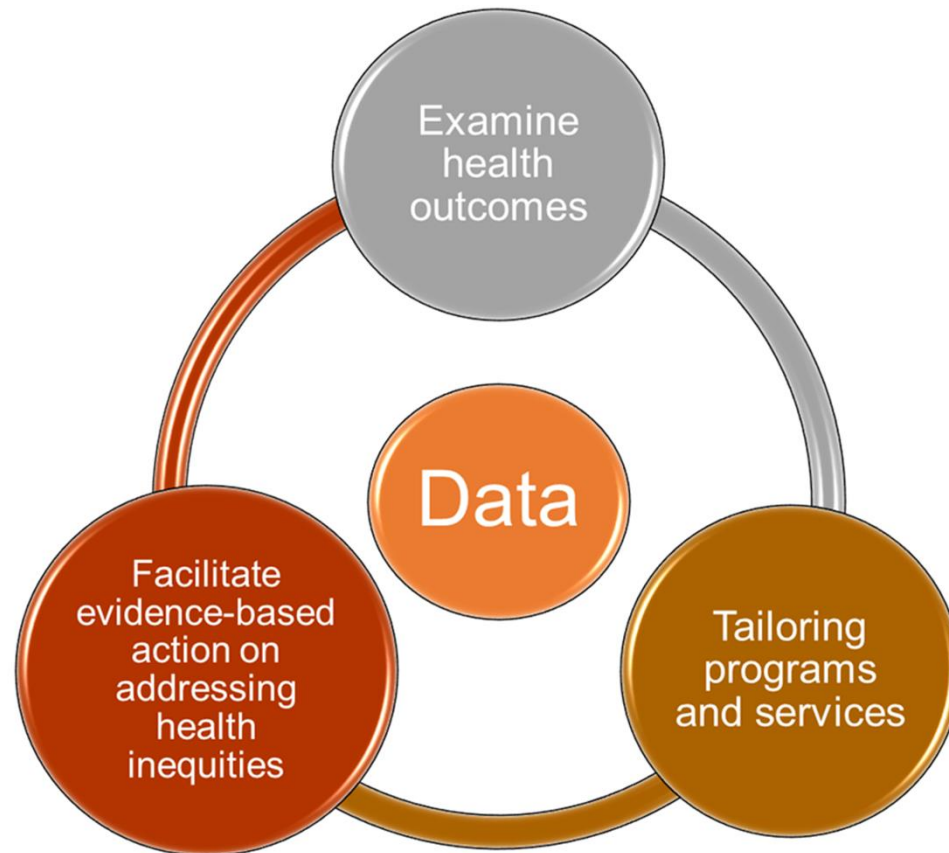 Examine
health
outcomes
Data
Facilitate
evidence-based
action on
addressing
health
inequities
Tailoring
programs
and services